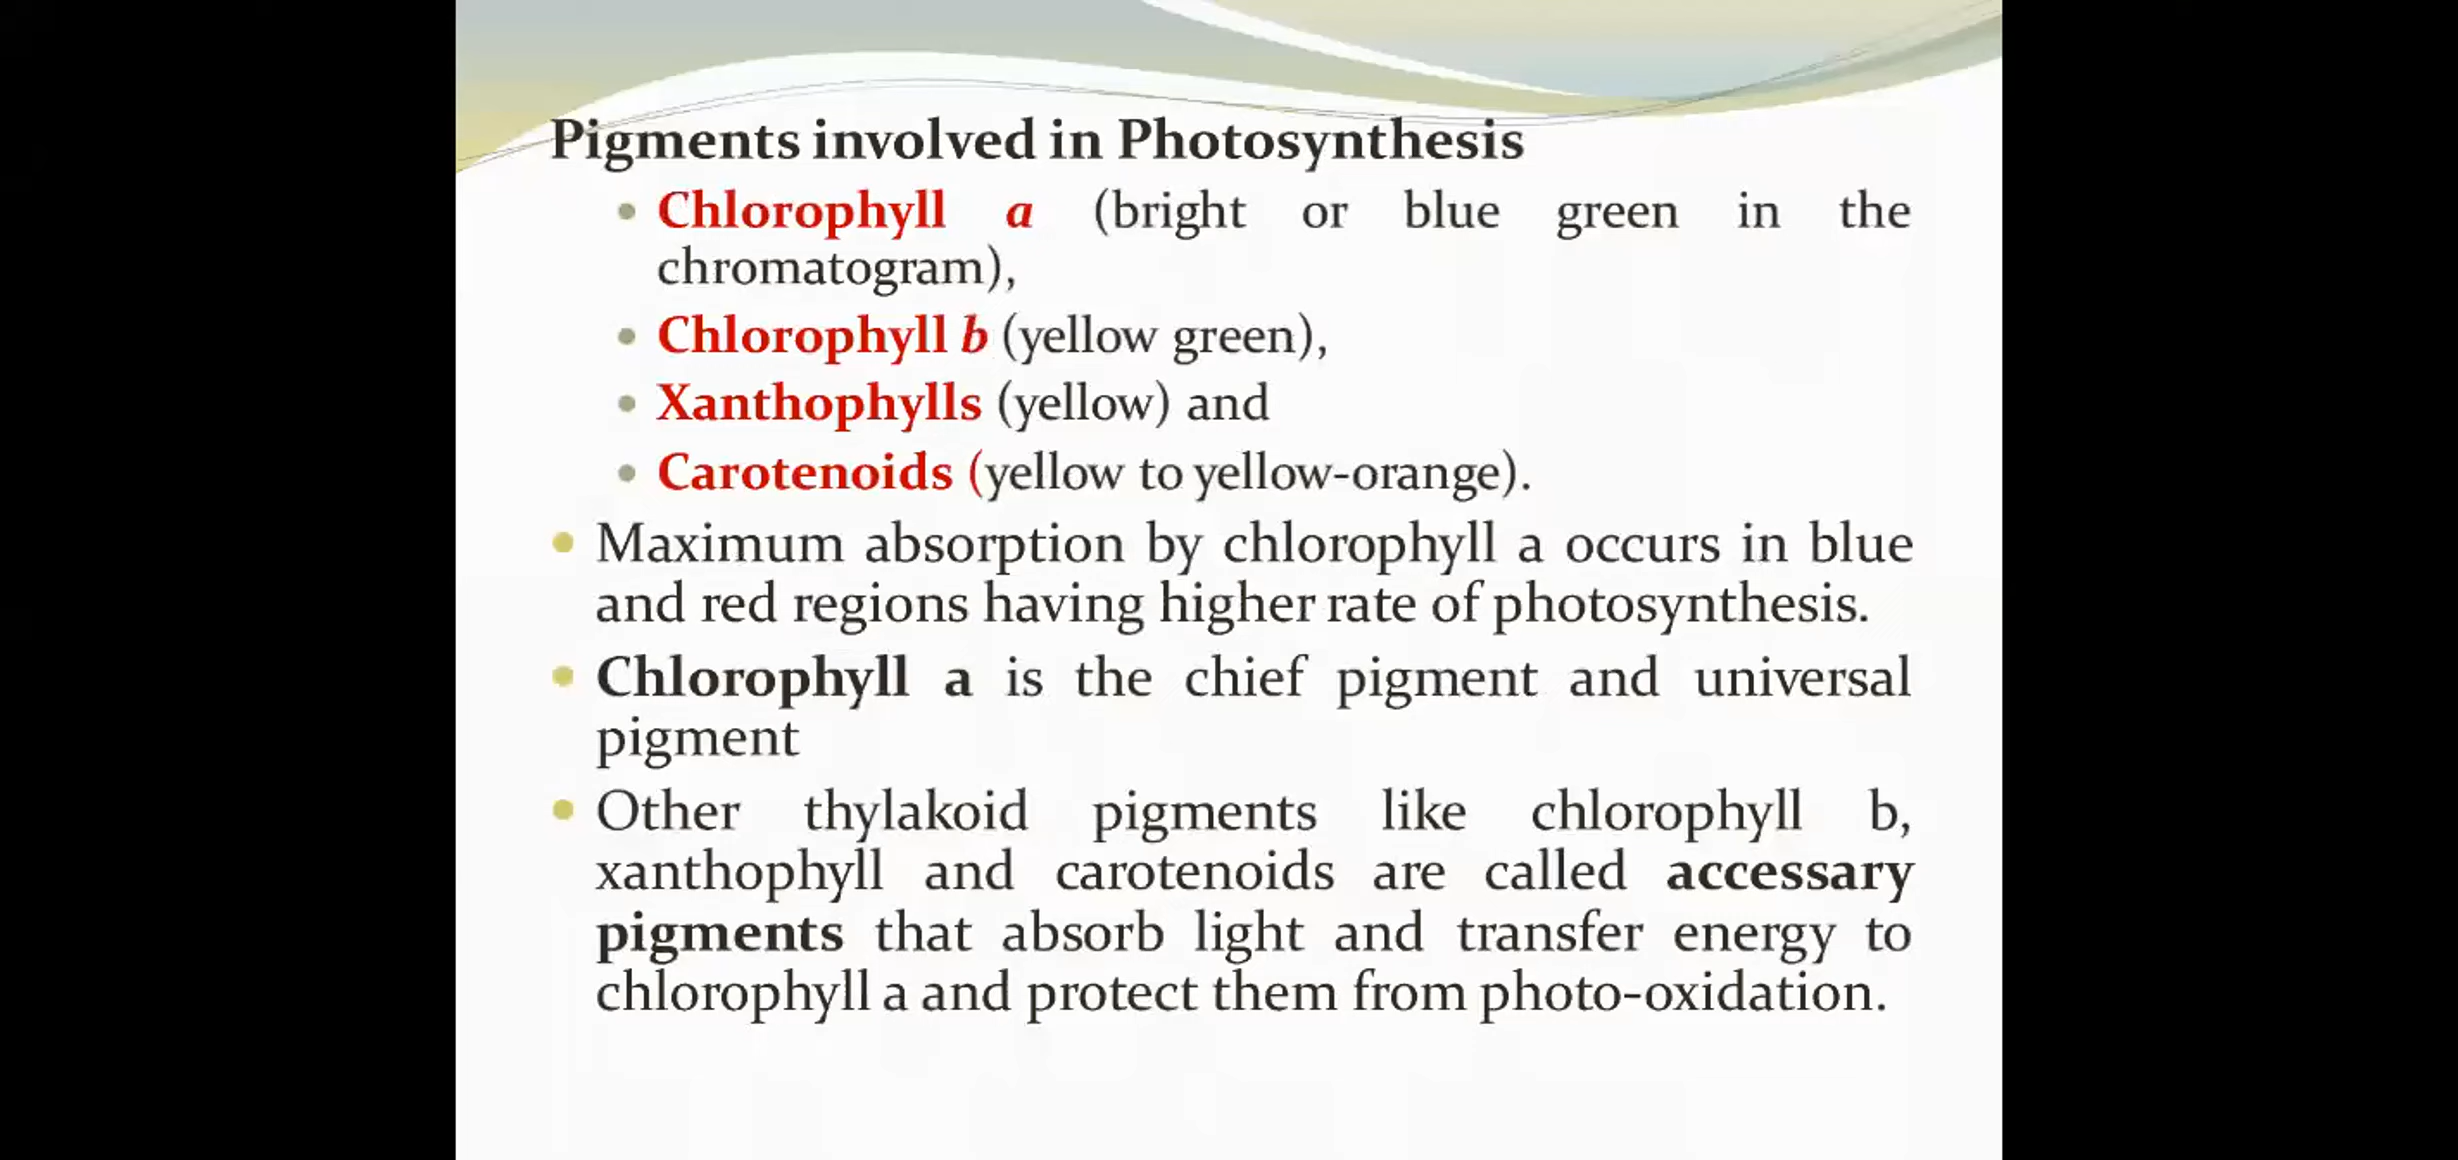 Pigments involved in Photosynthesis
• Chlorophyll a (bright or blue green in the
chromatogram),
• Chlorophyll b (yellow green),
• Xanthophylls (yellow) and
• Carotenoids (yellow to yellow-orange).
• Maximum absorption by chlorophyll a occurs in blue
and red regions having higher rate of photosynthesis.
• Chlorophyll a is the chief pigment and universal
pigment
• Other thylakoid pigments like chlorophyll b,
xanthophyll and carotenoids are called accessary
pigments that absorb light and transfer energy to
chlorophyll a and protect them from photo-oxidation.